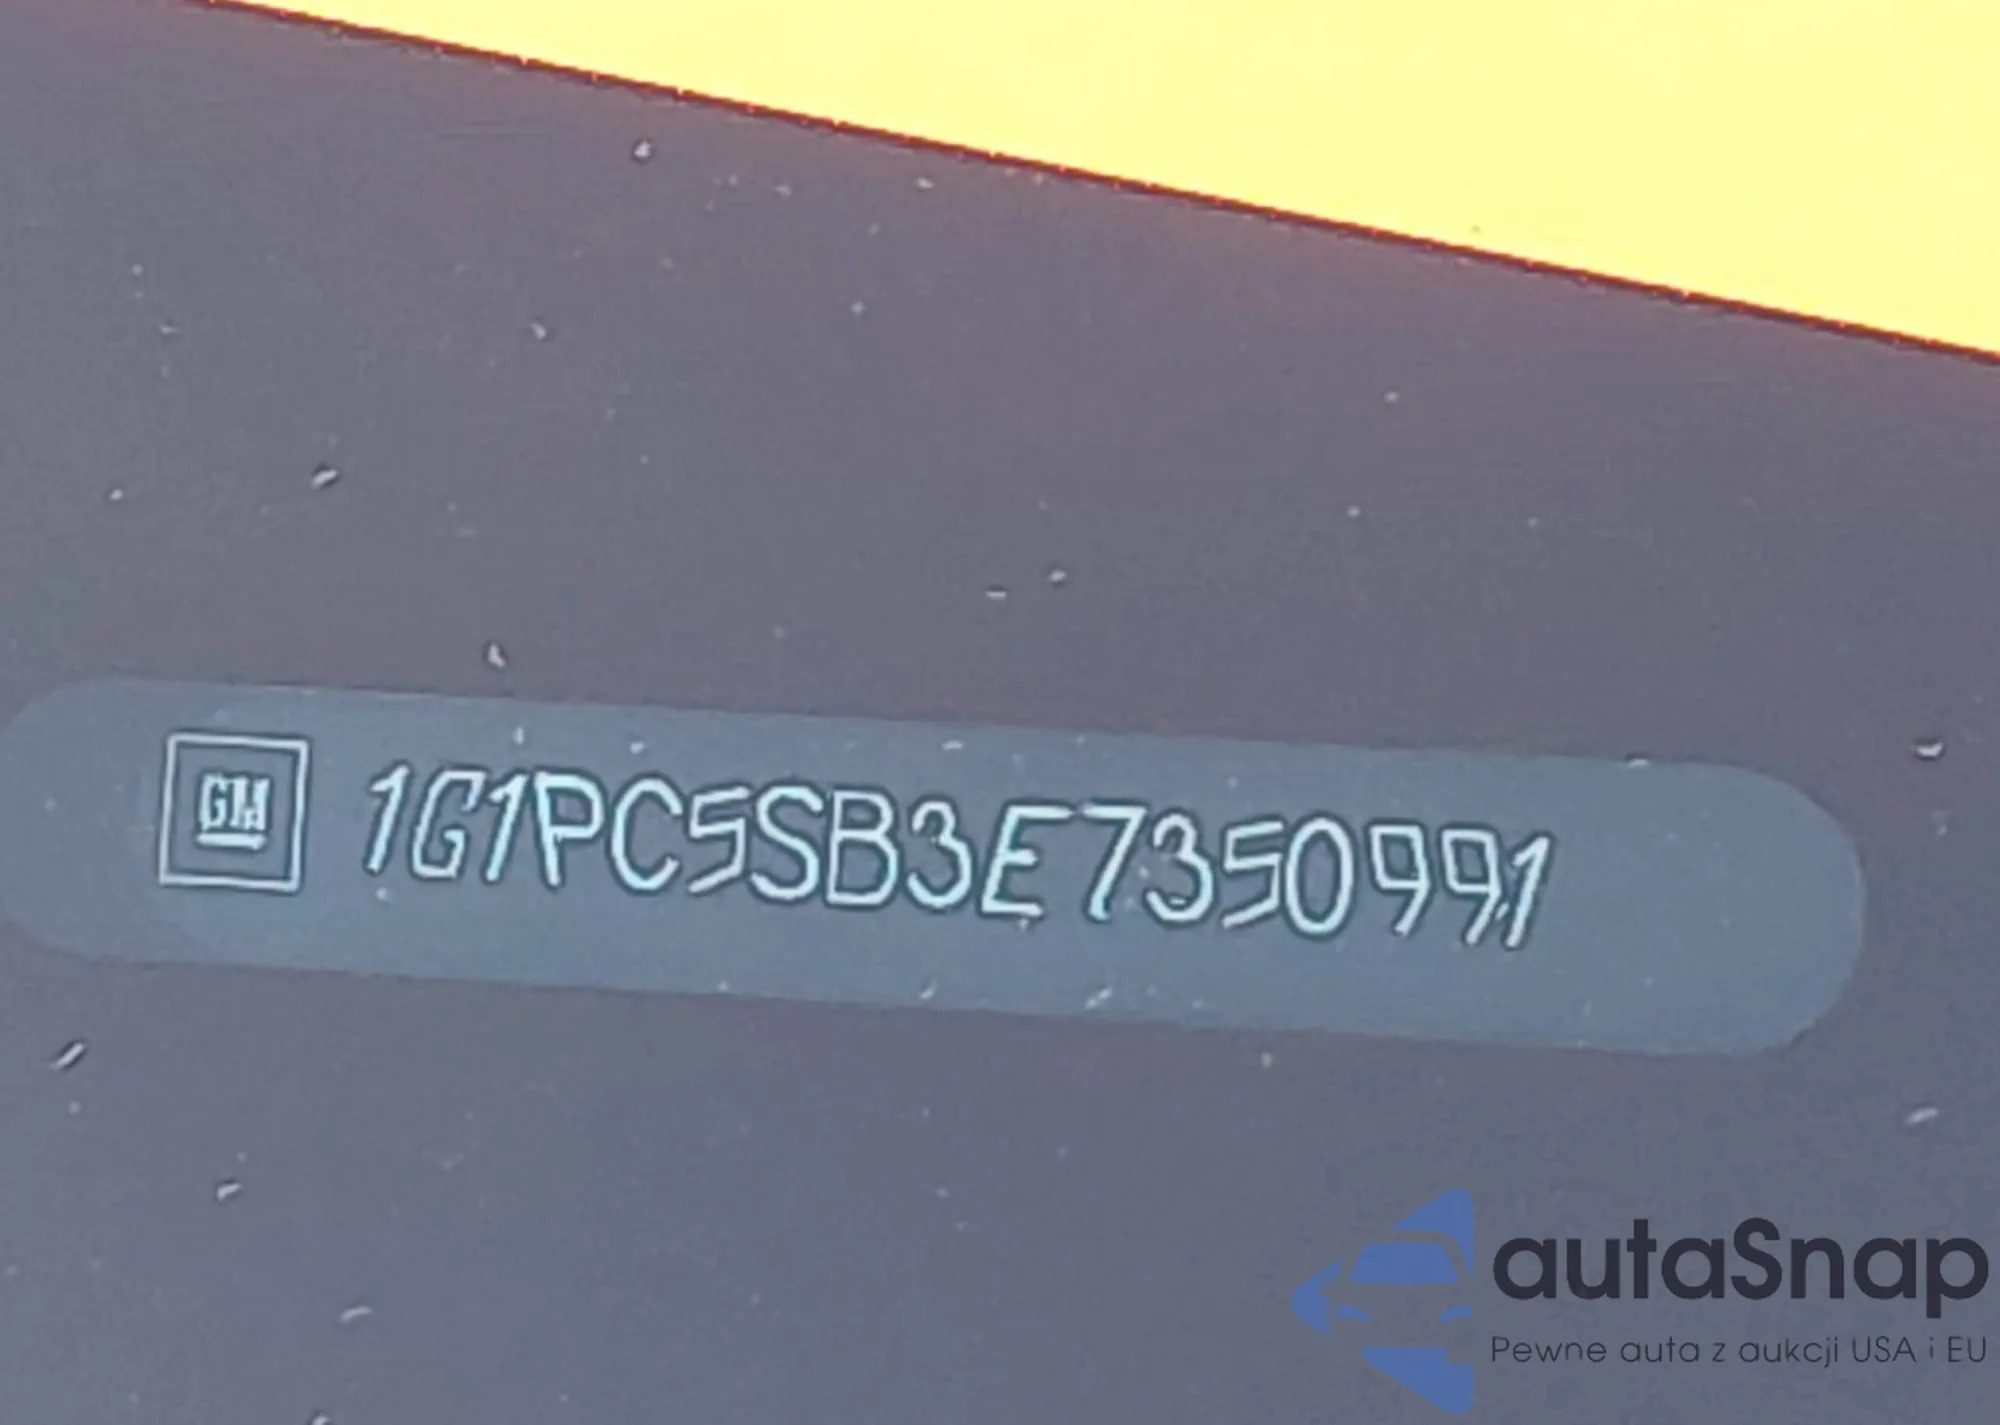 GM 1G1PC5SB3E7350991
autaSnap
Pewne auta z aukcji USA i EU